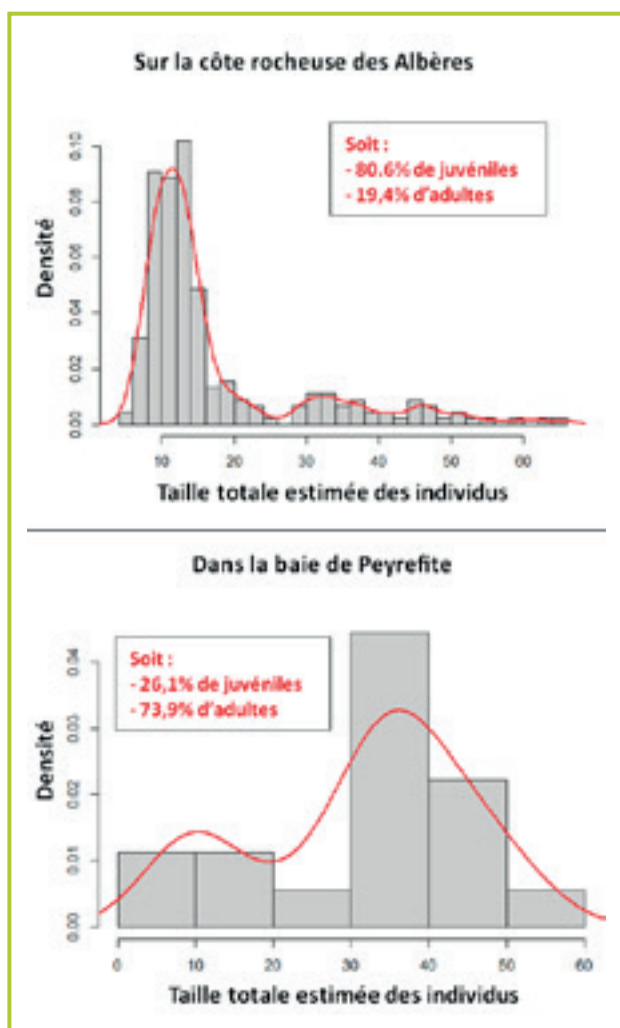 Sur la côte rocheuse des Albères
Soit :
- 80.6% de juvéniles
- 19,4% d'adultes
Densité
0.10
0.08
0.06
0.04
0.02
0.00
10 20 30 40 50 60
Taille totale estimée des individus
Dans la baie de Peyrefite
Soit :
- 26,1% de juvéniles
- 73,9% d'adultes
Densité
0.04
0.03
0.02
0.01
0.00
0 10 20 30 40 50 60
Taille totale estimée des individus